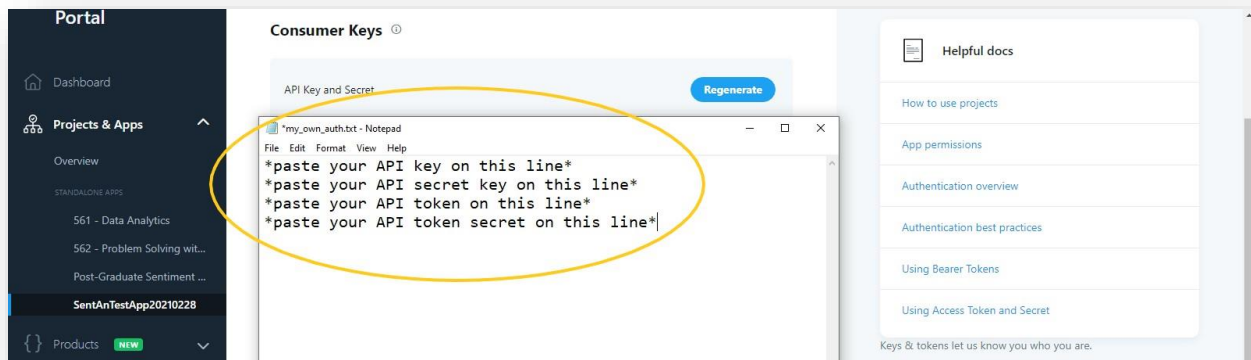 Portal
Dashboard
Projects & Apps
Overview
STANDALONE APPS
561 - Data Analytics
562 - Problem Solving wit...
Post-Graduate Sentiment ...
SentAnTestApp20210228
{ } Products NEW
Consumer Keys
API Key and Secret
Regenerate
*my_own_auth.txt - Notepad
File Edit Format View Help
*paste your API key on this line*
*paste your API secret key on this line*
*paste your API token on this line*
*paste your API token secret on this line*
Helpful docs
How to use projects
App permissions
Authentication overview
Authentication best practices
Using Bearer Tokens
Using Access Token and Secret
Keys & tokens let us know you who you are.